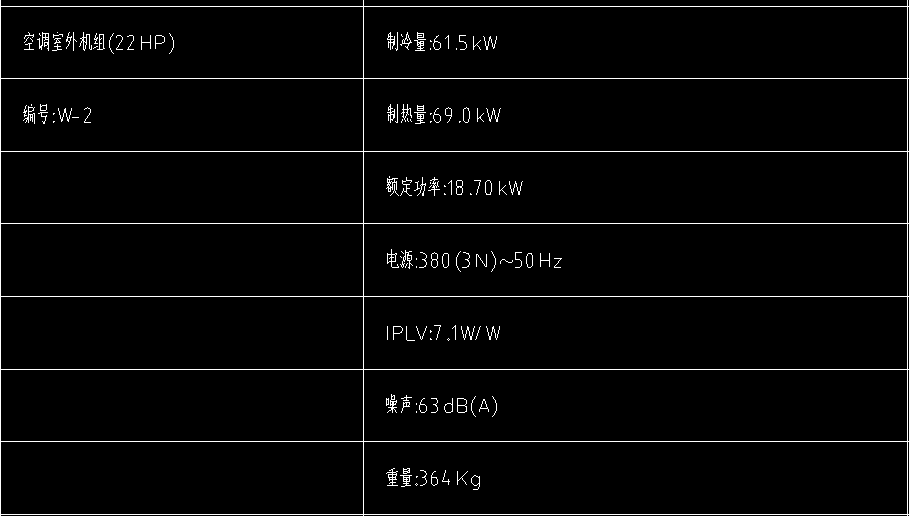 空调室外机组(22HP)
制冷量:61.5kW
编号:W-2
制热量:69.0kW
额定功率:18.70kW
电源:380(3N)~50Hz
IPLV:7.1W/W
噪声:63dB(A)
重量:364Kg